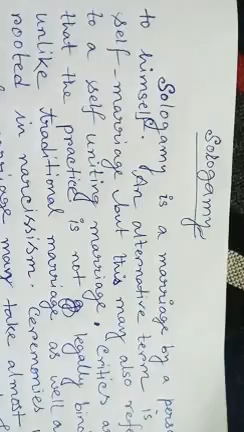 Sologamy
Sologamy is a marriage by a pers
to himself. An alternative term is
self-marriage but this may also refe
to a self uniting marriage. Critics a
that the practice is not legally bin
unlike traditional marriage as well a
rooted in narcissism. Ceremonies
marriage may take almost